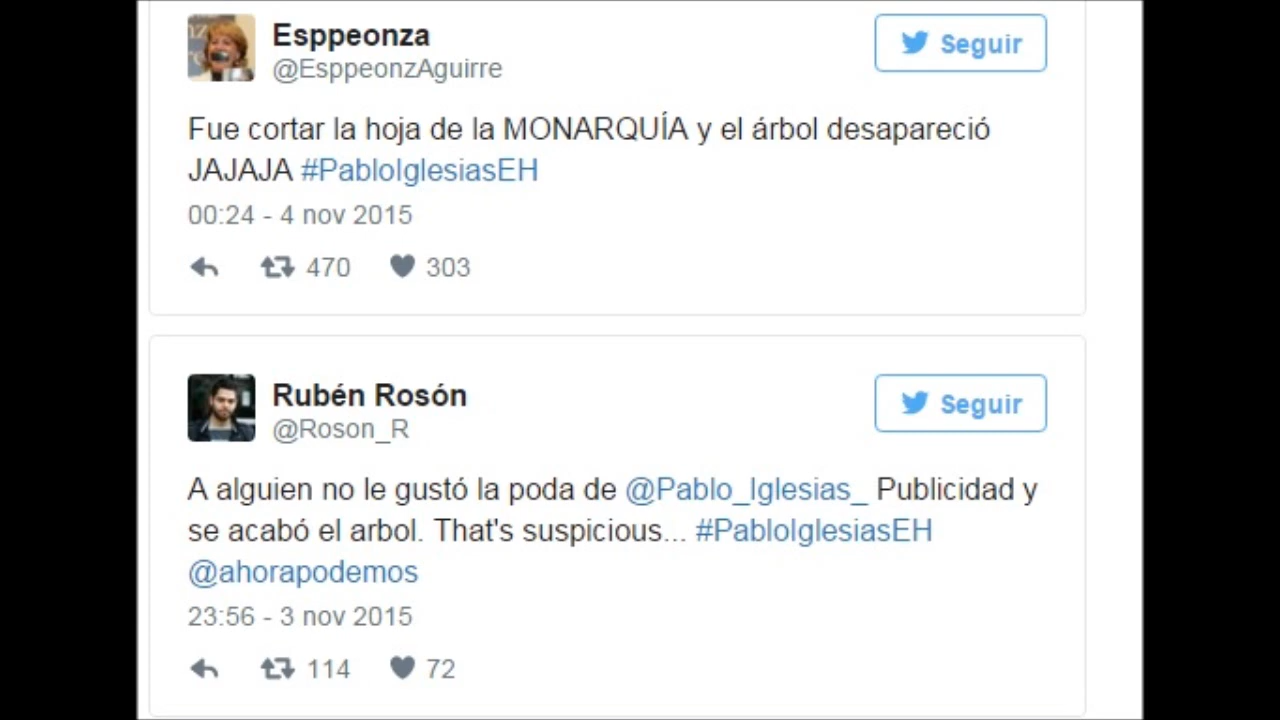 Esppeonza
@EsppeonzAguirre
Seguir
Fue cortar la hoja de la MONARQUÍA y el árbol desapareció
JAJAJA #PabloIglesiasEH
00:24 - 4 nov 2015
470 303
Rubén Rosón
@Roson_R
Seguir
A alguien no le gustó la poda de @Pablo_Iglesias_ Publicidad y
se acabó el arbol. That's suspicious... #PabloIglesiasEH
@ahorapodemos
23:56 - 3 nov 2015
114 72